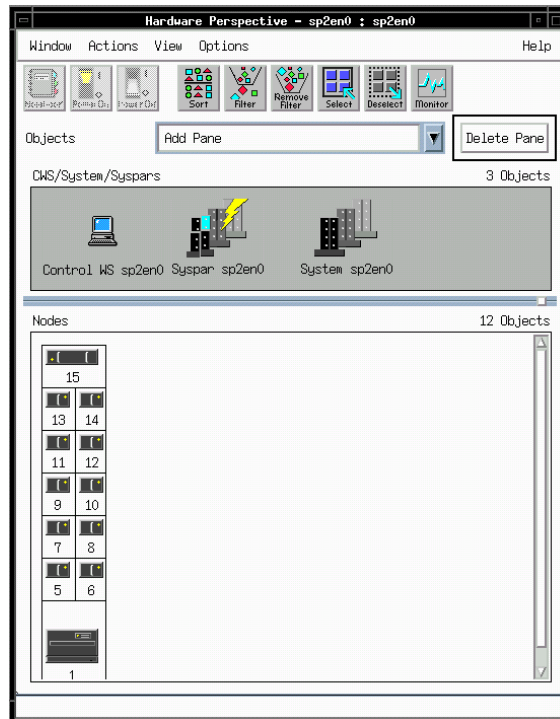 Hardware Perspective - sp2en0 : sp2en0
Window Actions View Options Help
Sort Filter Remove Filter Select Deselect Monitor
Objects Add Pane Delete Pane
CWS/System/Syspars 3 Objects
Control WS sp2en0 Syspar sp2en0 System sp2en0
Nodes 12 Objects
15
13 14
11 12
9 10
7 8
5 6
1